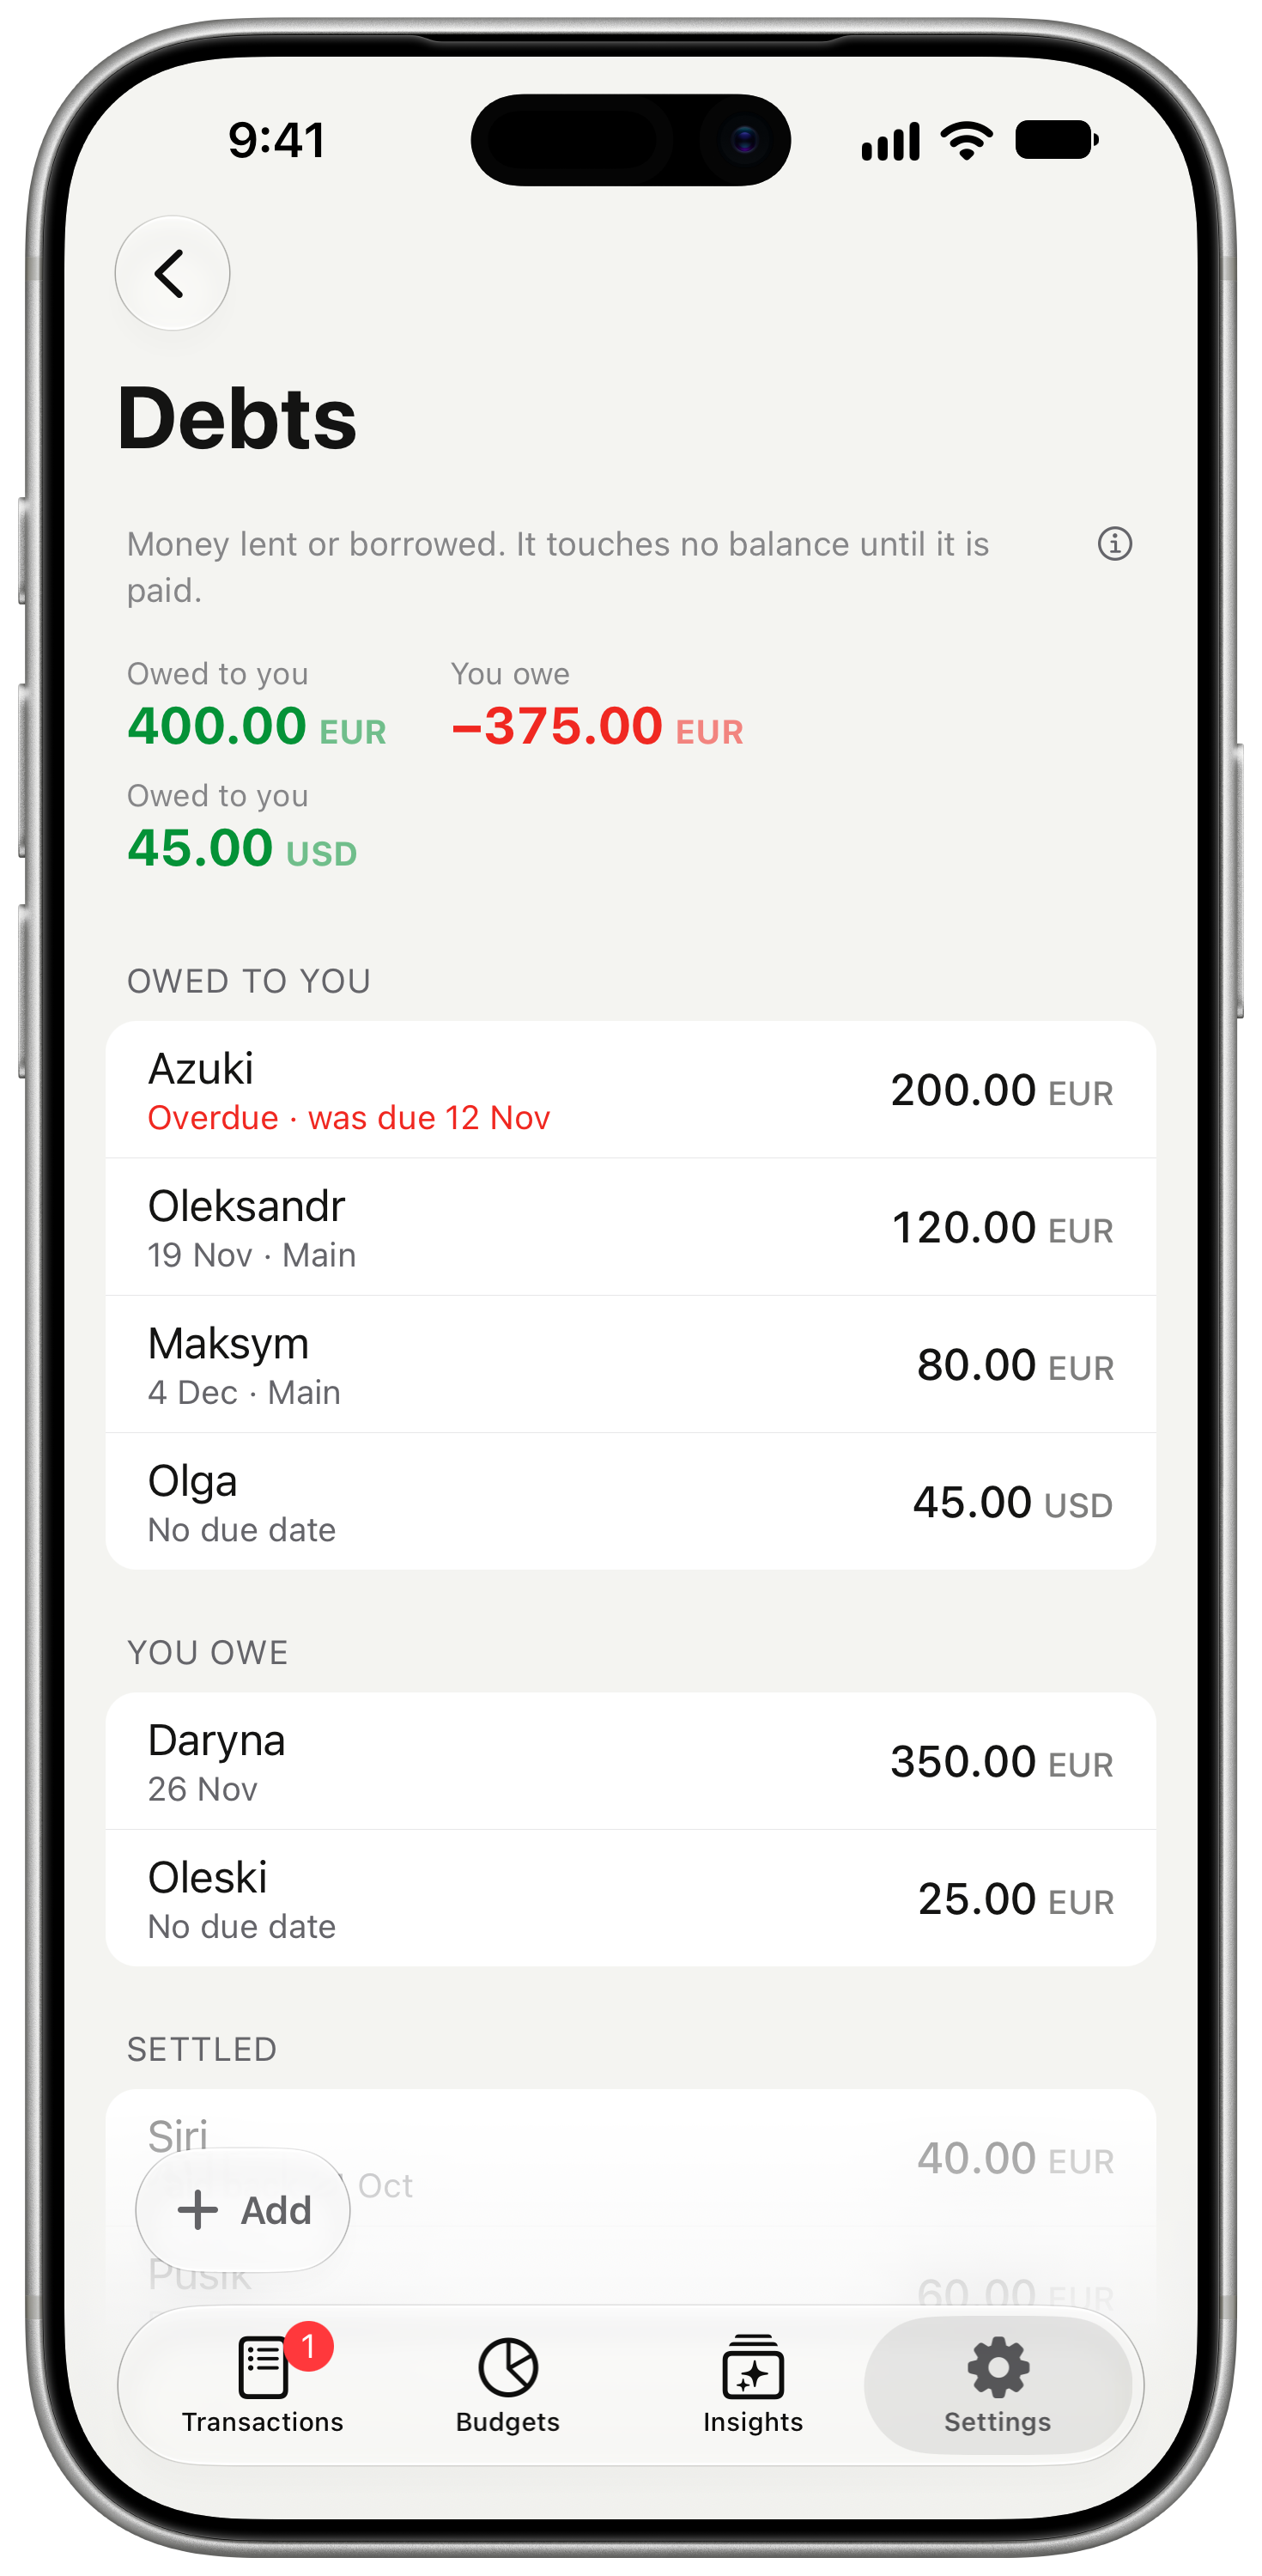 9:41
Debts
Money lent or borrowed. It touches no balance until it is
paid.
Owed to you
400.00 EUR
You owe
−375.00 EUR
Owed to you
45.00 USD
OWED TO YOU
Azuki
Overdue · was due 12 Nov
200.00 EUR
Oleksandr
19 Nov · Main
120.00 EUR
Maksym
4 Dec · Main
80.00 EUR
Olga
No due date
45.00 USD
YOU OWE
Daryna
26 Nov
350.00 EUR
Oleski
No due date
25.00 EUR
SETTLED
Siri
Oct
40.00 EUR
Add
Pusik
60.00 EUR
1
Transactions
Budgets
Insights
Settings